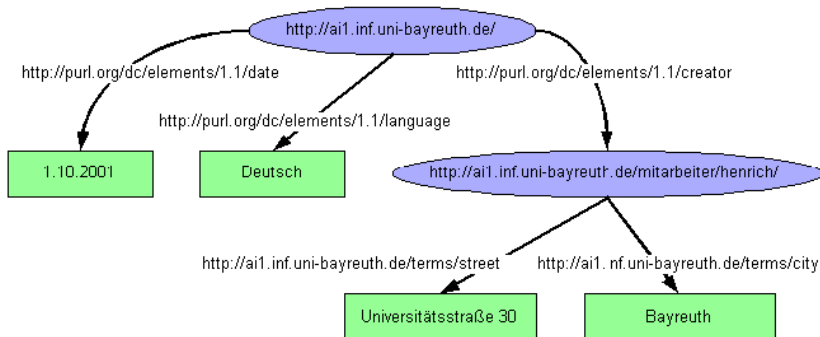 http://ai1.inf.uni-bayreuth.de/
http://purl.org/dc/elements/1.1/date
http://purl.org/dc/elements/1.1/creator
http://purl.org/dc/elements/1.1/language
1.10.2001
Deutsch
http://ai1.inf.uni-bayreuth.de/mitarbeiter/henrich/
http://ai1.inf.uni-bayreuth.de/terms/street
http://ai1. nf.uni-bayreuth.de/terms/city
Universitätsstraße 30
Bayreuth